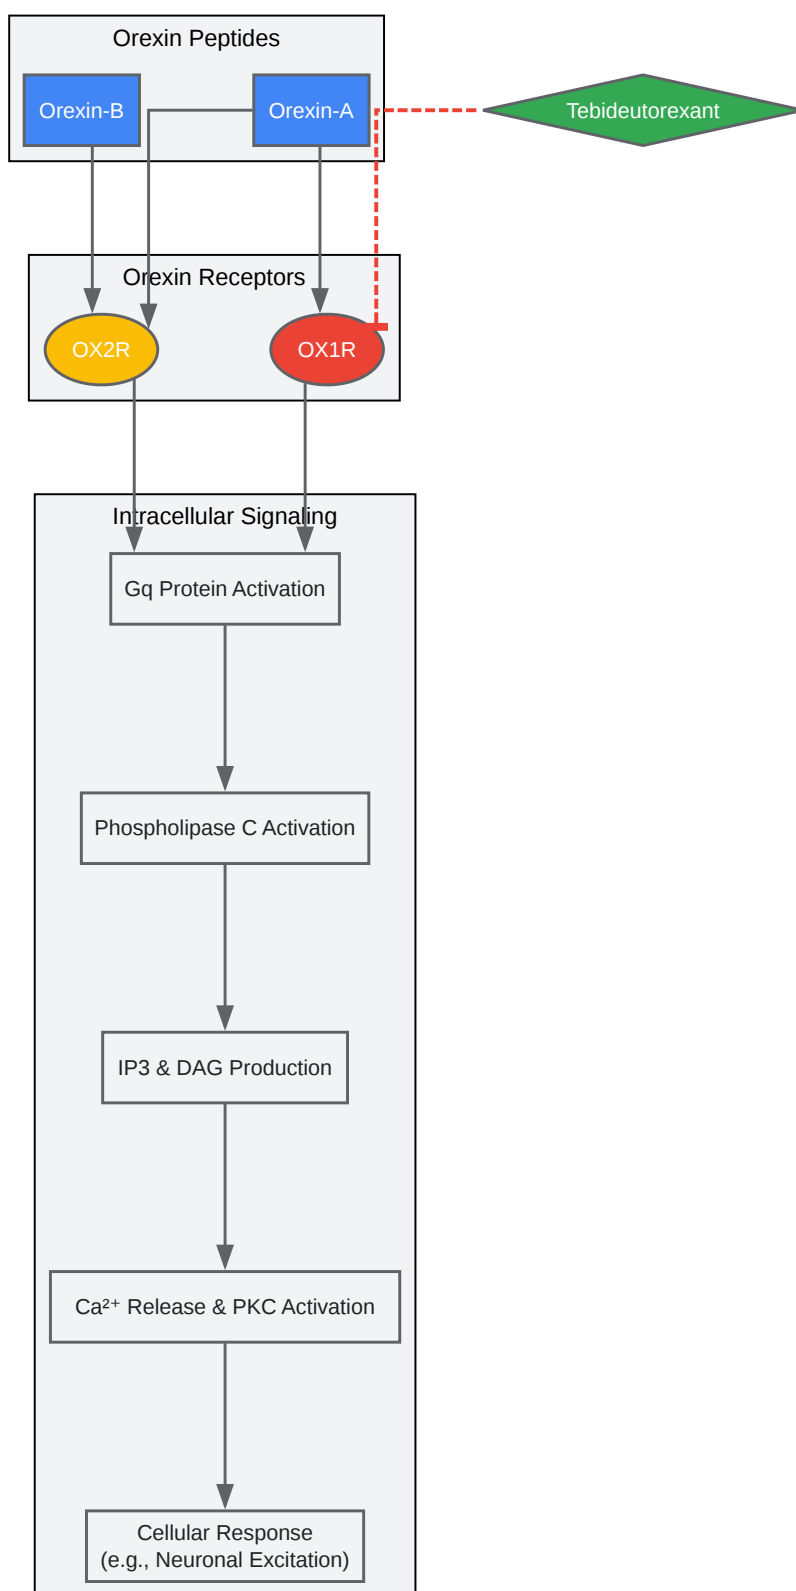 Orexin Peptides
Orexin-B
Orexin-A
Tebideutorexant
Orexin Receptors
OX2R
OX1R
Intracellular Signaling
Gq Protein Activation
Phospholipase C Activation
IP3 & DAG Production
Ca²⁺ Release & PKC Activation
Cellular Response
(e.g., Neuronal Excitation)